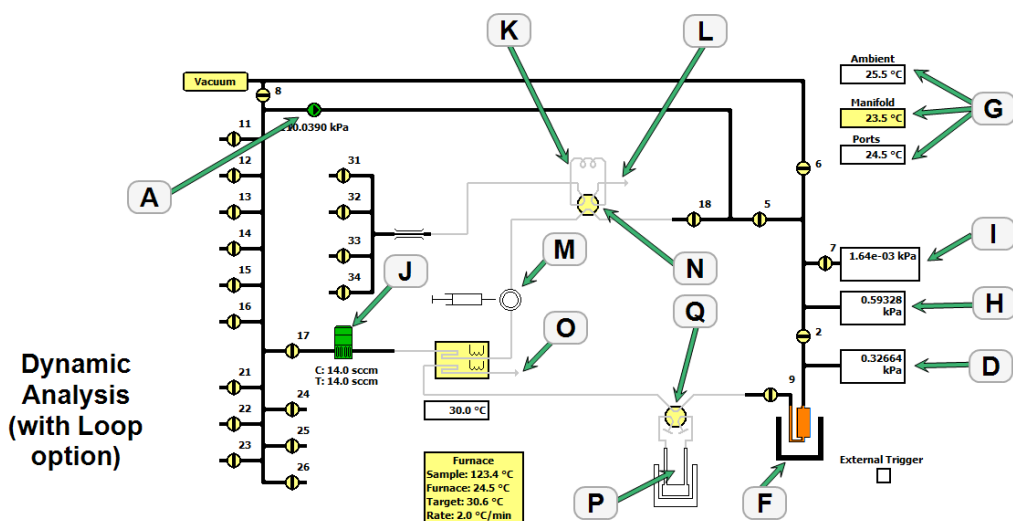 K
L
Vacuum
8
Ambient
25.5 °C
Manifold
23.5 °C
Ports
24.5 °C
G
10.0390 kPa
11
A
12
31
6
13
32
18
5
14
33
M
N
7
1.64e-03 kPa
I
15
34
J
16
Q
0.59328
kPa
H
17
O
2
C: 14.0 sccm
T: 14.0 sccm
0.32664
kPa
D
Dynamic
Analysis
(with Loop
option)
21
24
30.0 °C
9
22
25
23
26
Furnace
Sample: 123.4 °C
Furnace: 24.5 °C
Target: 30.6 °C
Rate: 2.0 °C/min
P
F
External Trigger